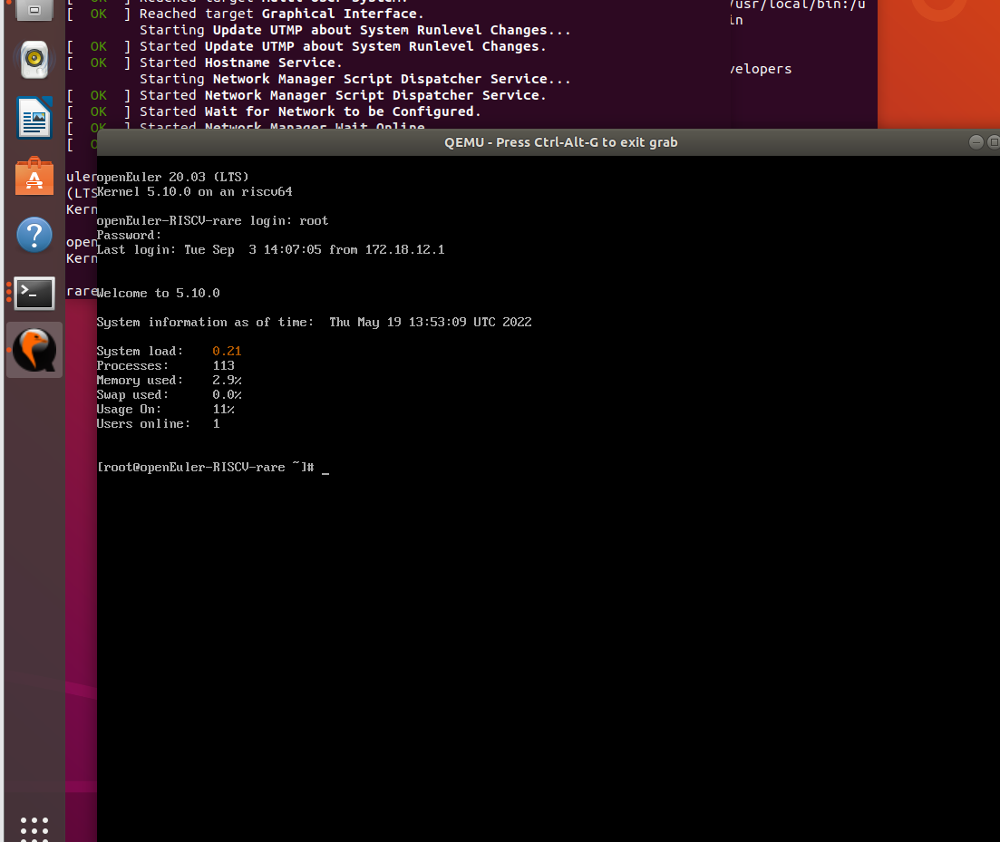 [  OK  ] Reached target Multi-User System.
[  OK  ] Reached target Graphical Interface.
Starting Update UTMP about System Runlevel Changes...
[  OK  ] Started Update UTMP about System Runlevel Changes.
[  OK  ] Started Hostname Service.
Starting Network Manager Script Dispatcher Service...
[  OK  ] Started Network Manager Script Dispatcher Service.
[  OK  ] Started Wait for Network to be Configured.
[  OK  ] Started Network Manager Wait Online.
[
/usr/local/bin:/u
in
velopers
uler
(LTS
Kern
open
Kern
rare
QEMU - Press Ctrl-Alt-G to exit grab
openEuler 20.03 (LTS)
Kernel 5.10.0 on an riscv64
openEuler-RISCV-rare login: root
Password:
Last login: Tue Sep  3 14:07:05 from 172.18.12.1
Welcome to 5.10.0
System information as of time:  Thu May 19 13:53:09 UTC 2022
System load:    0.21
Processes:      113
Memory used:    2.9%
Swap used:      0.0%
Usage On:       11%
Users online:   1
[root@openEuler-RISCV-rare ~]# _